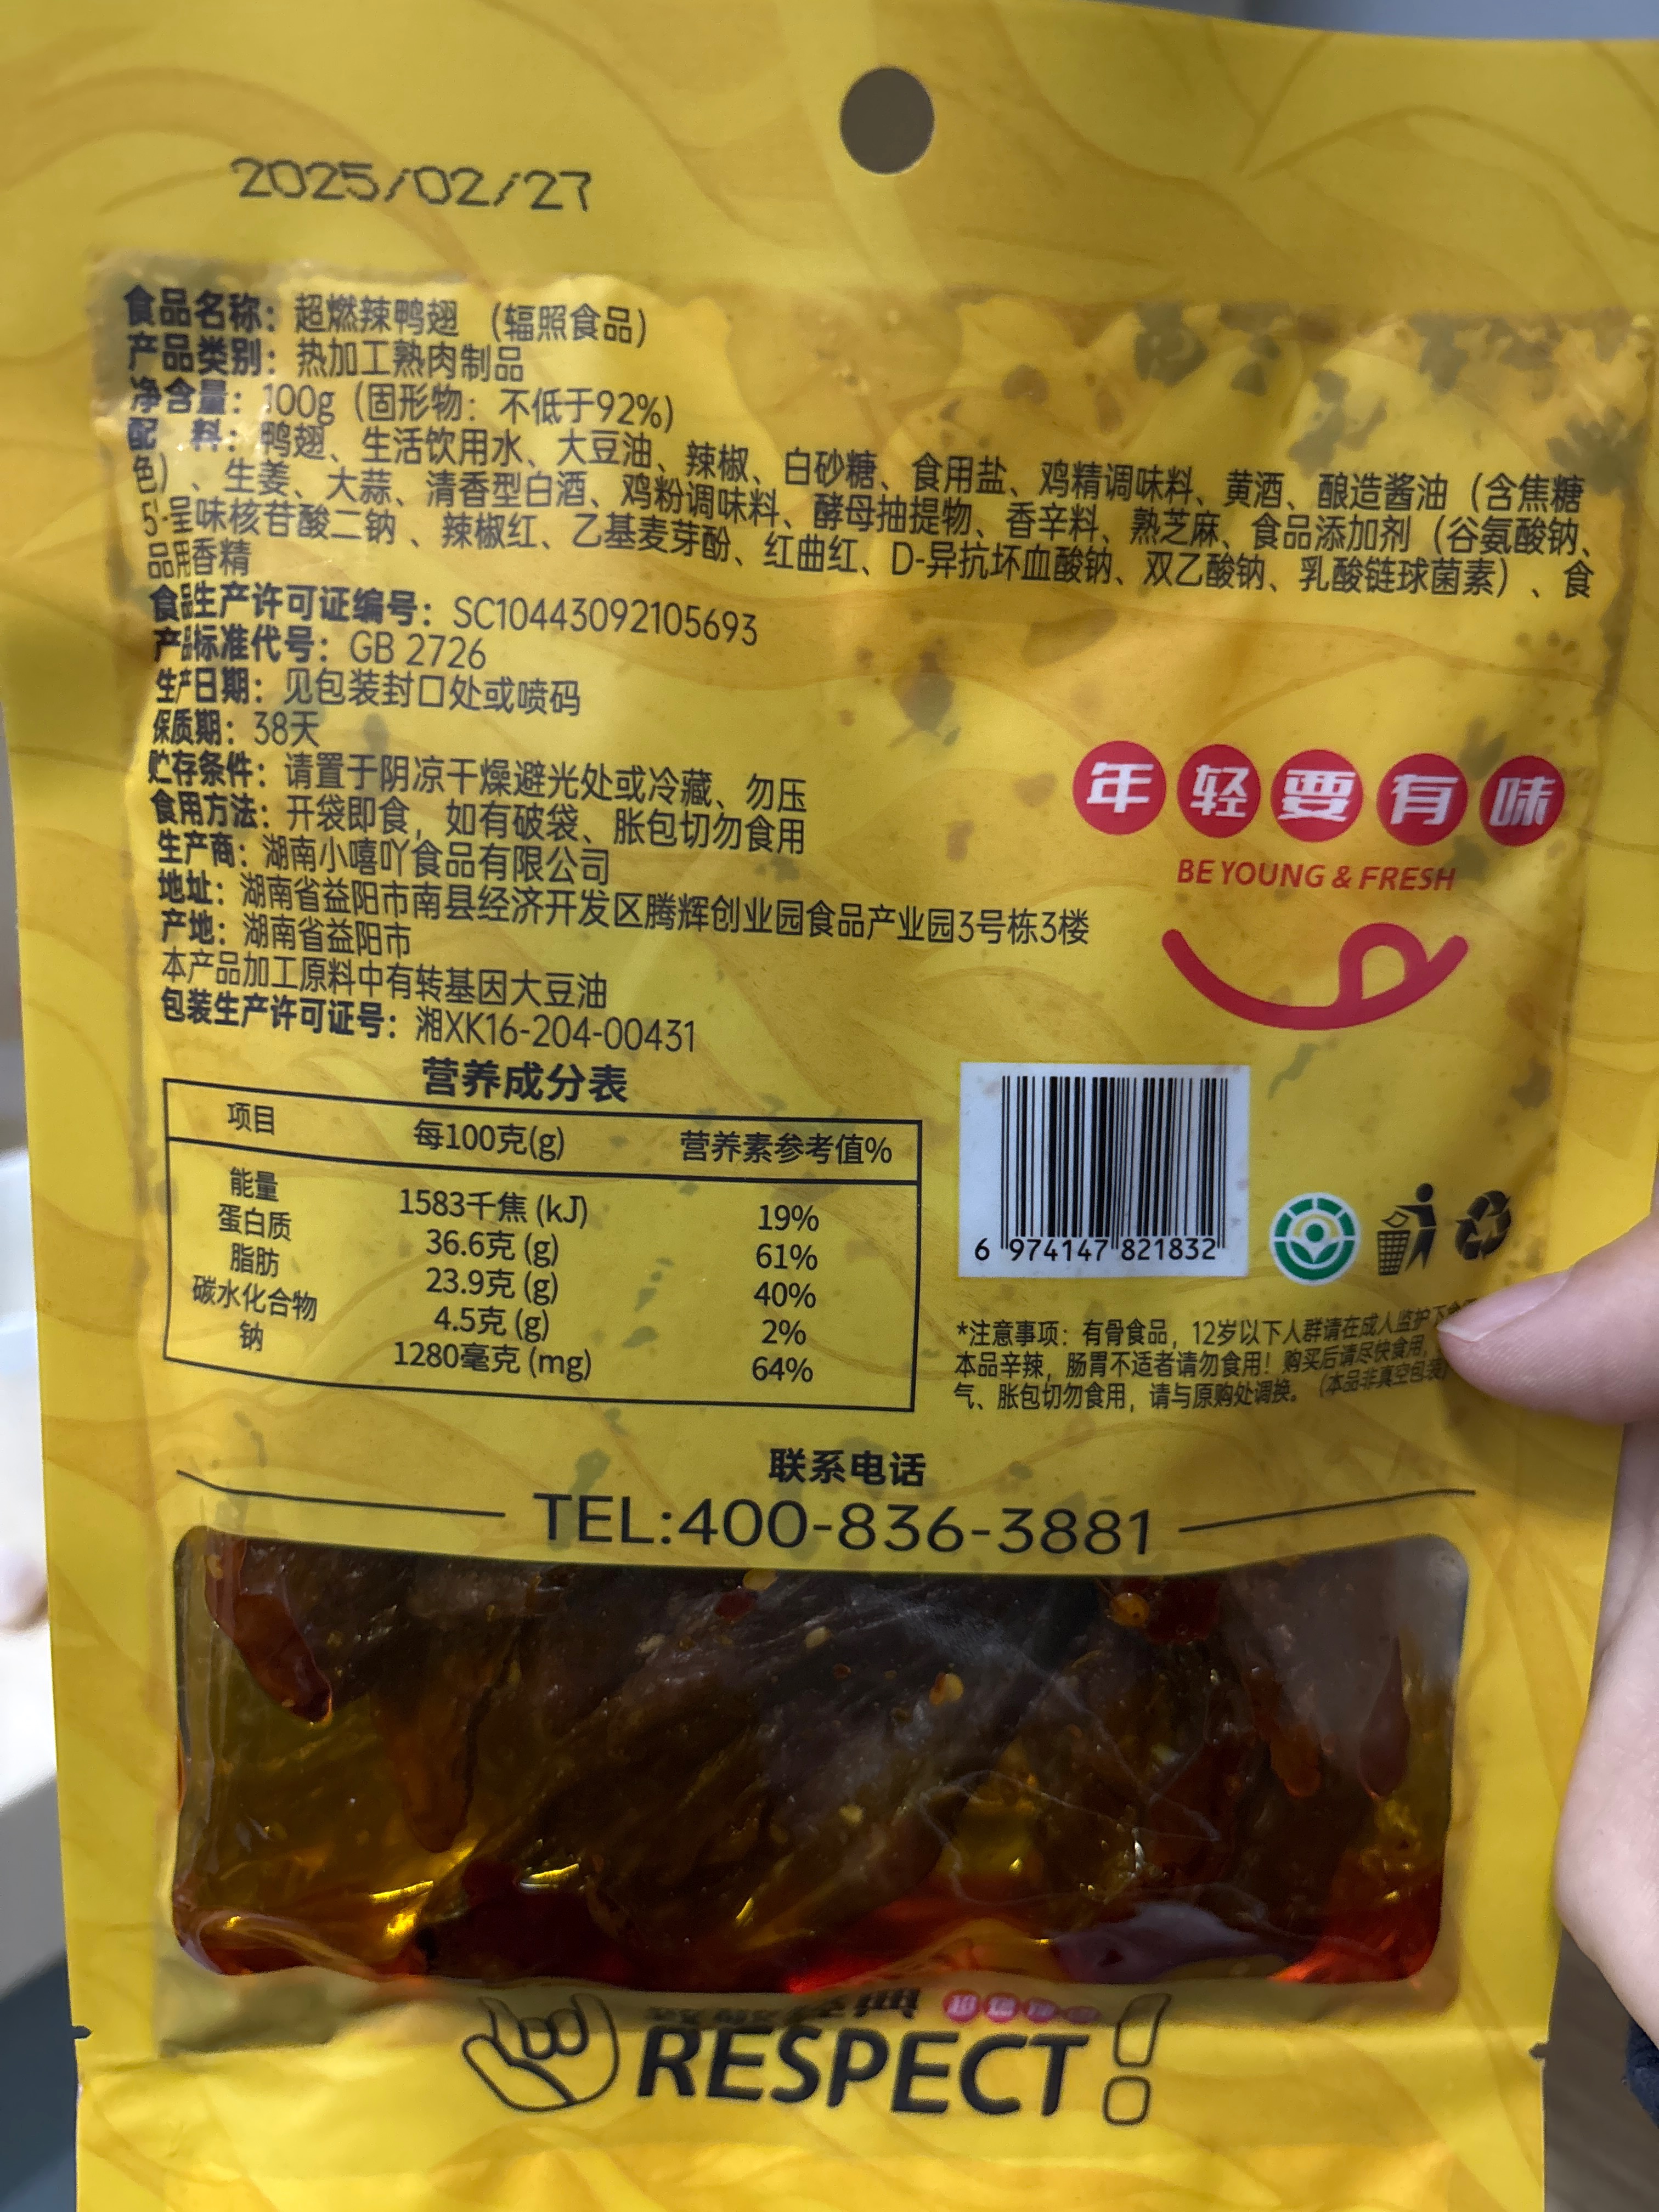 2025/02/27
食品名称：超燃辣鸭翅 （辐照食品）
产品类别：热加工熟肉制品
净含量：100g（固形物：不低于92%）
配 料：鸭翅、生活饮用水、大豆油、辣椒、白砂糖、食用盐、鸡精调味料、黄酒、酿造酱油（含焦糖
色）、生姜、大蒜、清香型白酒、鸡粉调味料、酵母抽提物、香辛料、熟芝麻、食品添加剂（谷氨酸钠、
5'-呈味核苷酸二钠、辣椒红、乙基麦芽酚、红曲红、D-异抗坏血酸钠、双乙酸钠、乳酸链球菌素）、食
品用香精
食品生产许可证编号：SC10443092105693
产品标准代号：GB 2726
生产日期：见包装封口处或喷码
保质期：38天
贮存条件：请置于阴凉干燥避光处或冷藏、勿压
食用方法：开袋即食，如有破袋、胀包切勿食用
生产商：湖南小嘻吖食品有限公司
地址：湖南省益阳市南县经济开发区腾辉创业园食品产业园3号栋3楼
产地：湖南省益阳市
本产品加工原料中有转基因大豆油
包装生产许可证号：湘XK16-204-00431
年轻要有味
BE YOUNG & FRESH
营养成分表
项目 每100克(g) 营养素参考值%
能量 1583千焦 (kJ) 19%
蛋白质 36.6克 (g) 61%
脂肪 23.9克 (g) 40%
碳水化合物 4.5克 (g) 2%
钠 1280毫克 (mg) 64%
6 974147 821832
*注意事项：有骨食品，12岁以下人群请在成人监护下
本品辛辣，肠胃不适者请勿食用！购买后请尽快食用，
气、胀包切勿食用，请与原购处调换。（本品非真空包装
联系电话
TEL:400-836-3881
RESPECT!